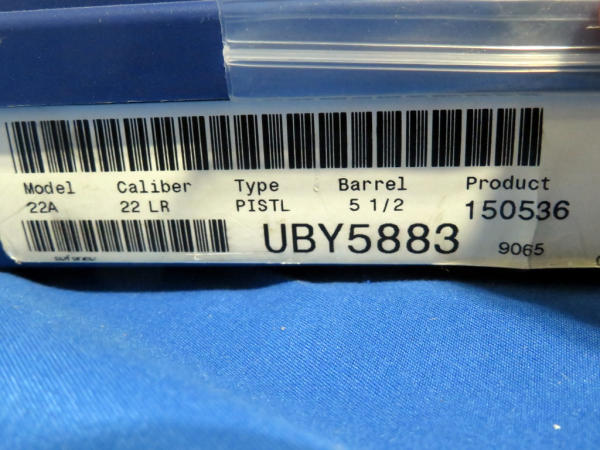 Model Caliber Type Barrel Product
22A 22 LR PISTL 5 1/2 150536
UBY5883 9065